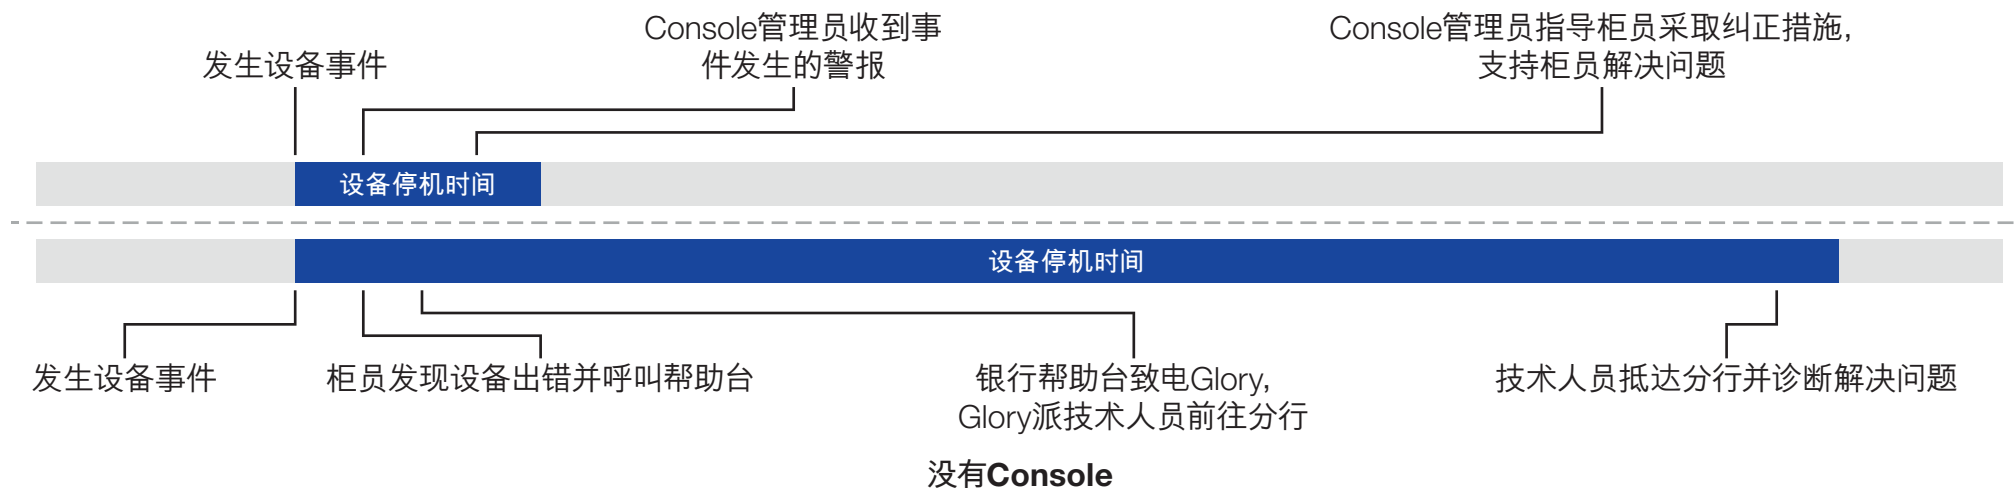 发生设备事件
Console管理员收到事
件发生的警报
Console管理员指导柜员采取纠正措施，
支持柜员解决问题
设备停机时间
设备停机时间
发生设备事件
柜员发现设备出错并呼叫帮助台
银行帮助台致电Glory，
Glory派技术人员前往分行
技术人员抵达分行并诊断解决问题
没有Console